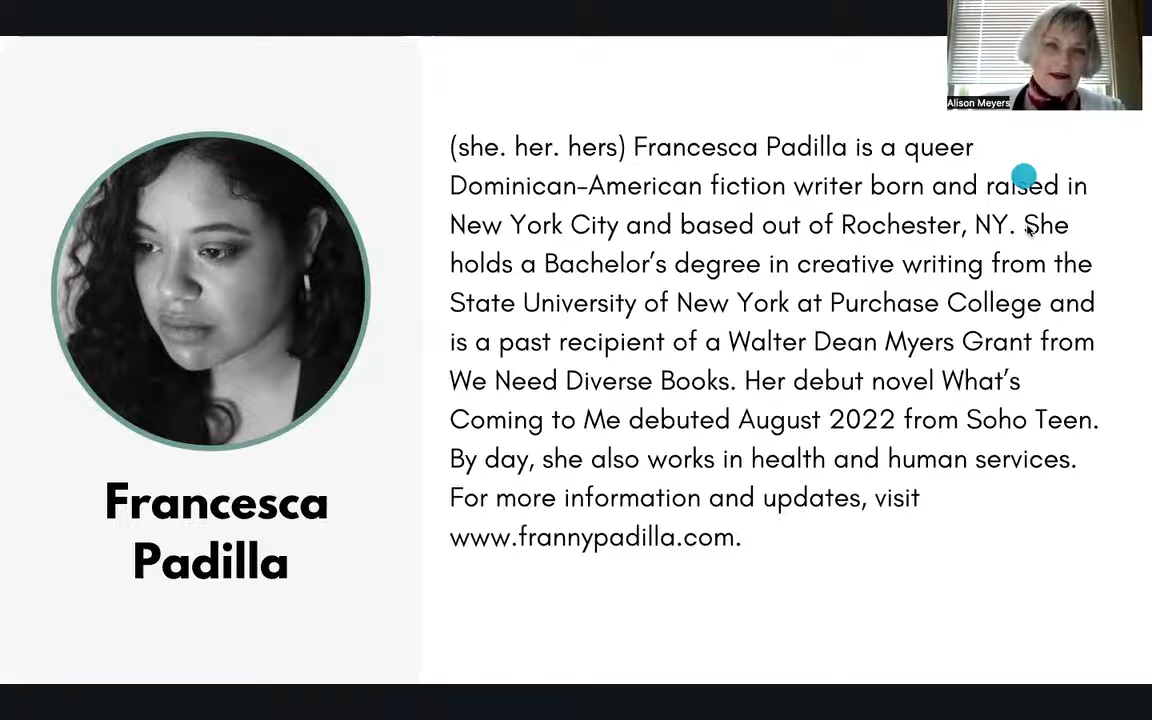 Alison Meyers
(she. her. hers) Francesca Padilla is a queer
Dominican-American fiction writer born and raised in
New York City and based out of Rochester, NY. She
holds a Bachelor's degree in creative writing from the
State University of New York at Purchase College and
is a past recipient of a Walter Dean Myers Grant from
We Need Diverse Books. Her debut novel What's
Coming to Me debuted August 2022 from Soho Teen.
By day, she also works in health and human services.
For more information and updates, visit
www.frannypadilla.com.
Francesca
Padilla